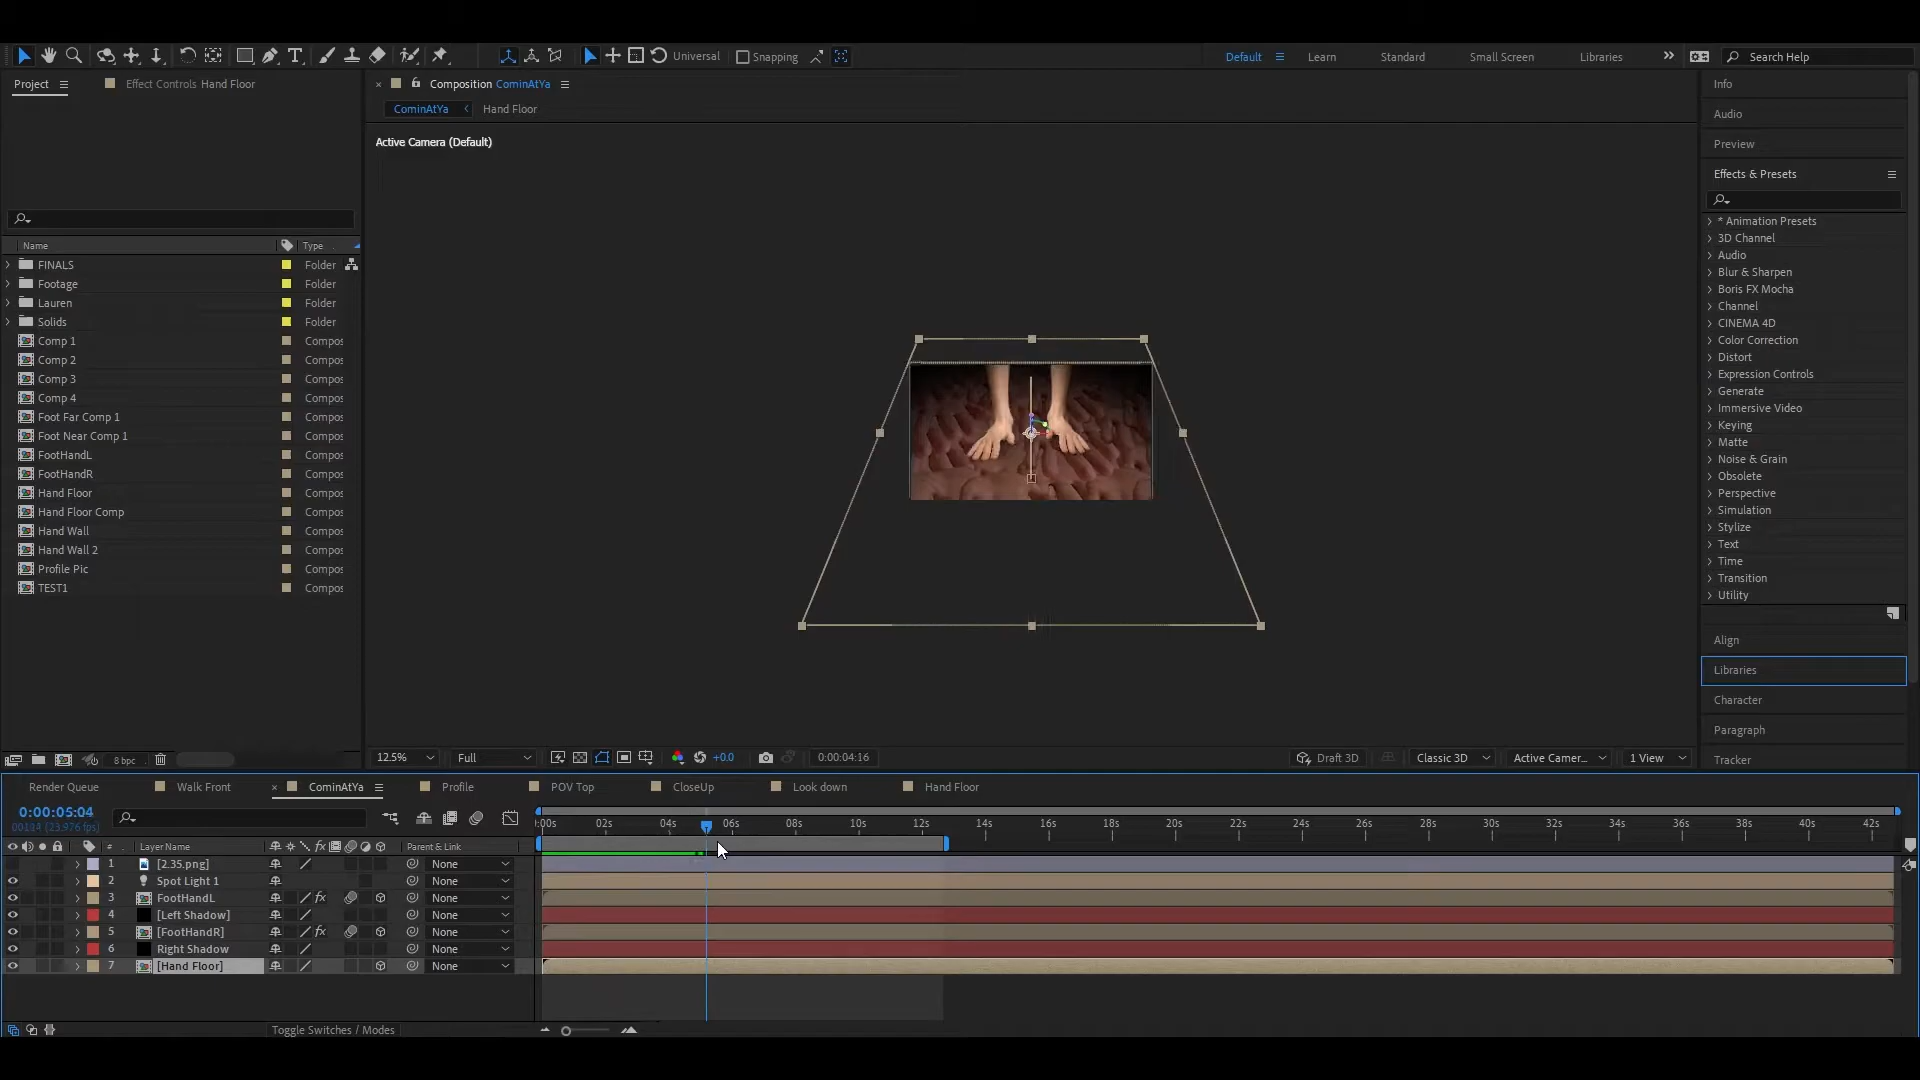 Universal Snapping Default Learn Standard Small Screen Libraries Search Help
Project Effect Controls Hand Floor Composition CominAtYa Info
CominAtYa Hand Floor Audio
Active Camera (Default) Preview
Effects & Presets
Name Type
FINALS Folder
Footage Folder
Lauren Folder
Solids Folder
Comp 1 Compos
Comp 2 Compos
Comp 3 Compos
Comp 4 Compos
Foot Far Comp 1 Compos
Foot Near Comp 1 Compos
FootHandL Compos
FootHandR Compos
Hand Floor Compos
Hand Floor Comp Compos
Hand Wall Compos
Hand Wall 2 Compos
Profile Pic Compos
TEST1 Compos
* Animation Presets
3D Channel
Audio
Blur & Sharpen
Boris FX Mocha
Channel
CINEMA 4D
Color Correction
Distort
Expression Controls
Generate
Immersive Video
Keying
Matte
Noise & Grain
Obsolete
Perspective
Simulation
Stylize
Text
Time
Transition
Utility
Align
Libraries
Character
Paragraph
Tracker
8 bpc 12.5% Full +0.0 0:00:04:16 Draft 3D Classic 3D Active Camer... 1 View
Render Queue Walk Front CominAtYa Profile POV Top CloseUp Look down Hand Floor
0:00:05:04
:00s 02s 04s 06s 08s 10s 12s 14s 16s 18s 20s 22s 24s 26s 28s 30s 32s 34s 36s 38s 40s 42s
# Layer Name Parent & Link
1 [2.35.png] None
2 Spot Light 1 None
3 FootHandL None
4 [Left Shadow] None
5 [FootHandR] None
6 Right Shadow None
7 [Hand Floor] None
Toggle Switches / Modes